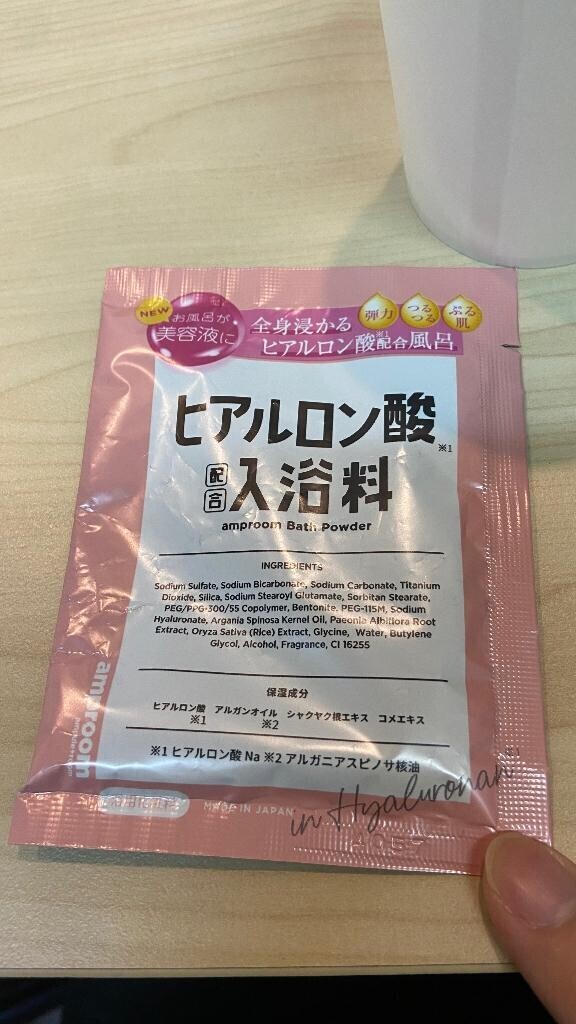 NEW
お風呂が
美容液に
※1
全身浸かる
ヒアルロン酸配合風呂
弾力
つる
つる
ぷる
肌
ヒアルロン酸
※1
配合
入浴料
amproom Bath Powder
INGREDIENTS
Sodium Sulfate, Sodium Bicarbonate, Sodium Carbonate, Titanium
Dioxide, Silica, Sodium Stearoyl Glutamate, Sorbitan Stearate,
PEG/PPG-300/55 Copolymer, Bentonite, PEG-115M, Sodium
Hyaluronate, Argania Spinosa Kernel Oil, Paeonia Albiflora Root
Extract, Oryza Sativa (Rice) Extract, Glycine, Water, Butylene
Glycol, Alcohol, Fragrance, CI 16255
保湿成分
ヒアルロン酸 アルガンオイル シャクヤク根エキス コメエキス
※1 ※2
※1 ヒアルロン酸 Na ※2 アルガニアスピノサ核油
amproom
MADE IN JAPAN
in Hyaluronan
※1